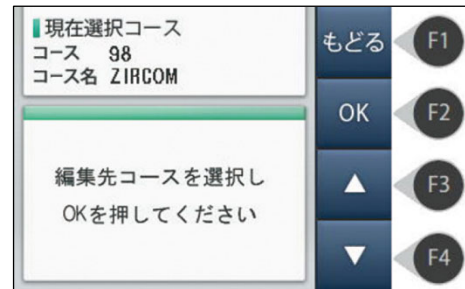 現在選択コース
コース 98
コース名 ZIRCOM
編集先コースを選択し
OKを押してください
もどる
F1
OK
F2
▲
F3
▼
F4